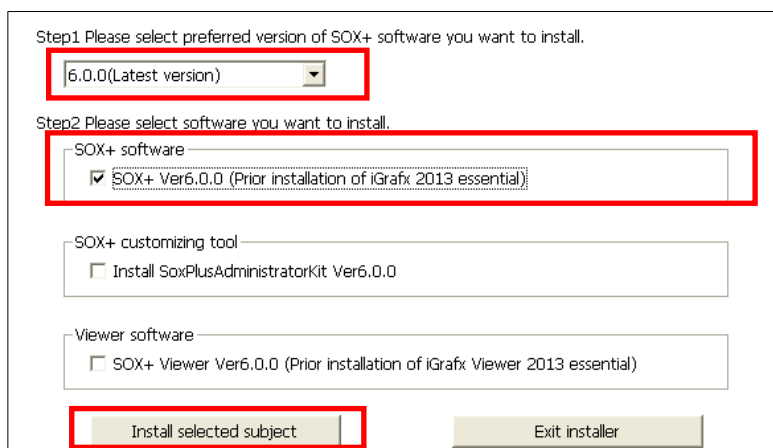 Step1 Please select preferred version of SOX+ software you want to install.
6.0.0(Latest version)
Step2 Please select software you want to install.
SOX+ software
SOX+ Ver6.0.0 (Prior installation of iGrafx 2013 essential)
SOX+ customizing tool
Install SoxPlusAdministratorKit Ver6.0.0
Viewer software
SOX+ Viewer Ver6.0.0 (Prior installation of iGrafx Viewer 2013 essential)
Install selected subject
Exit installer